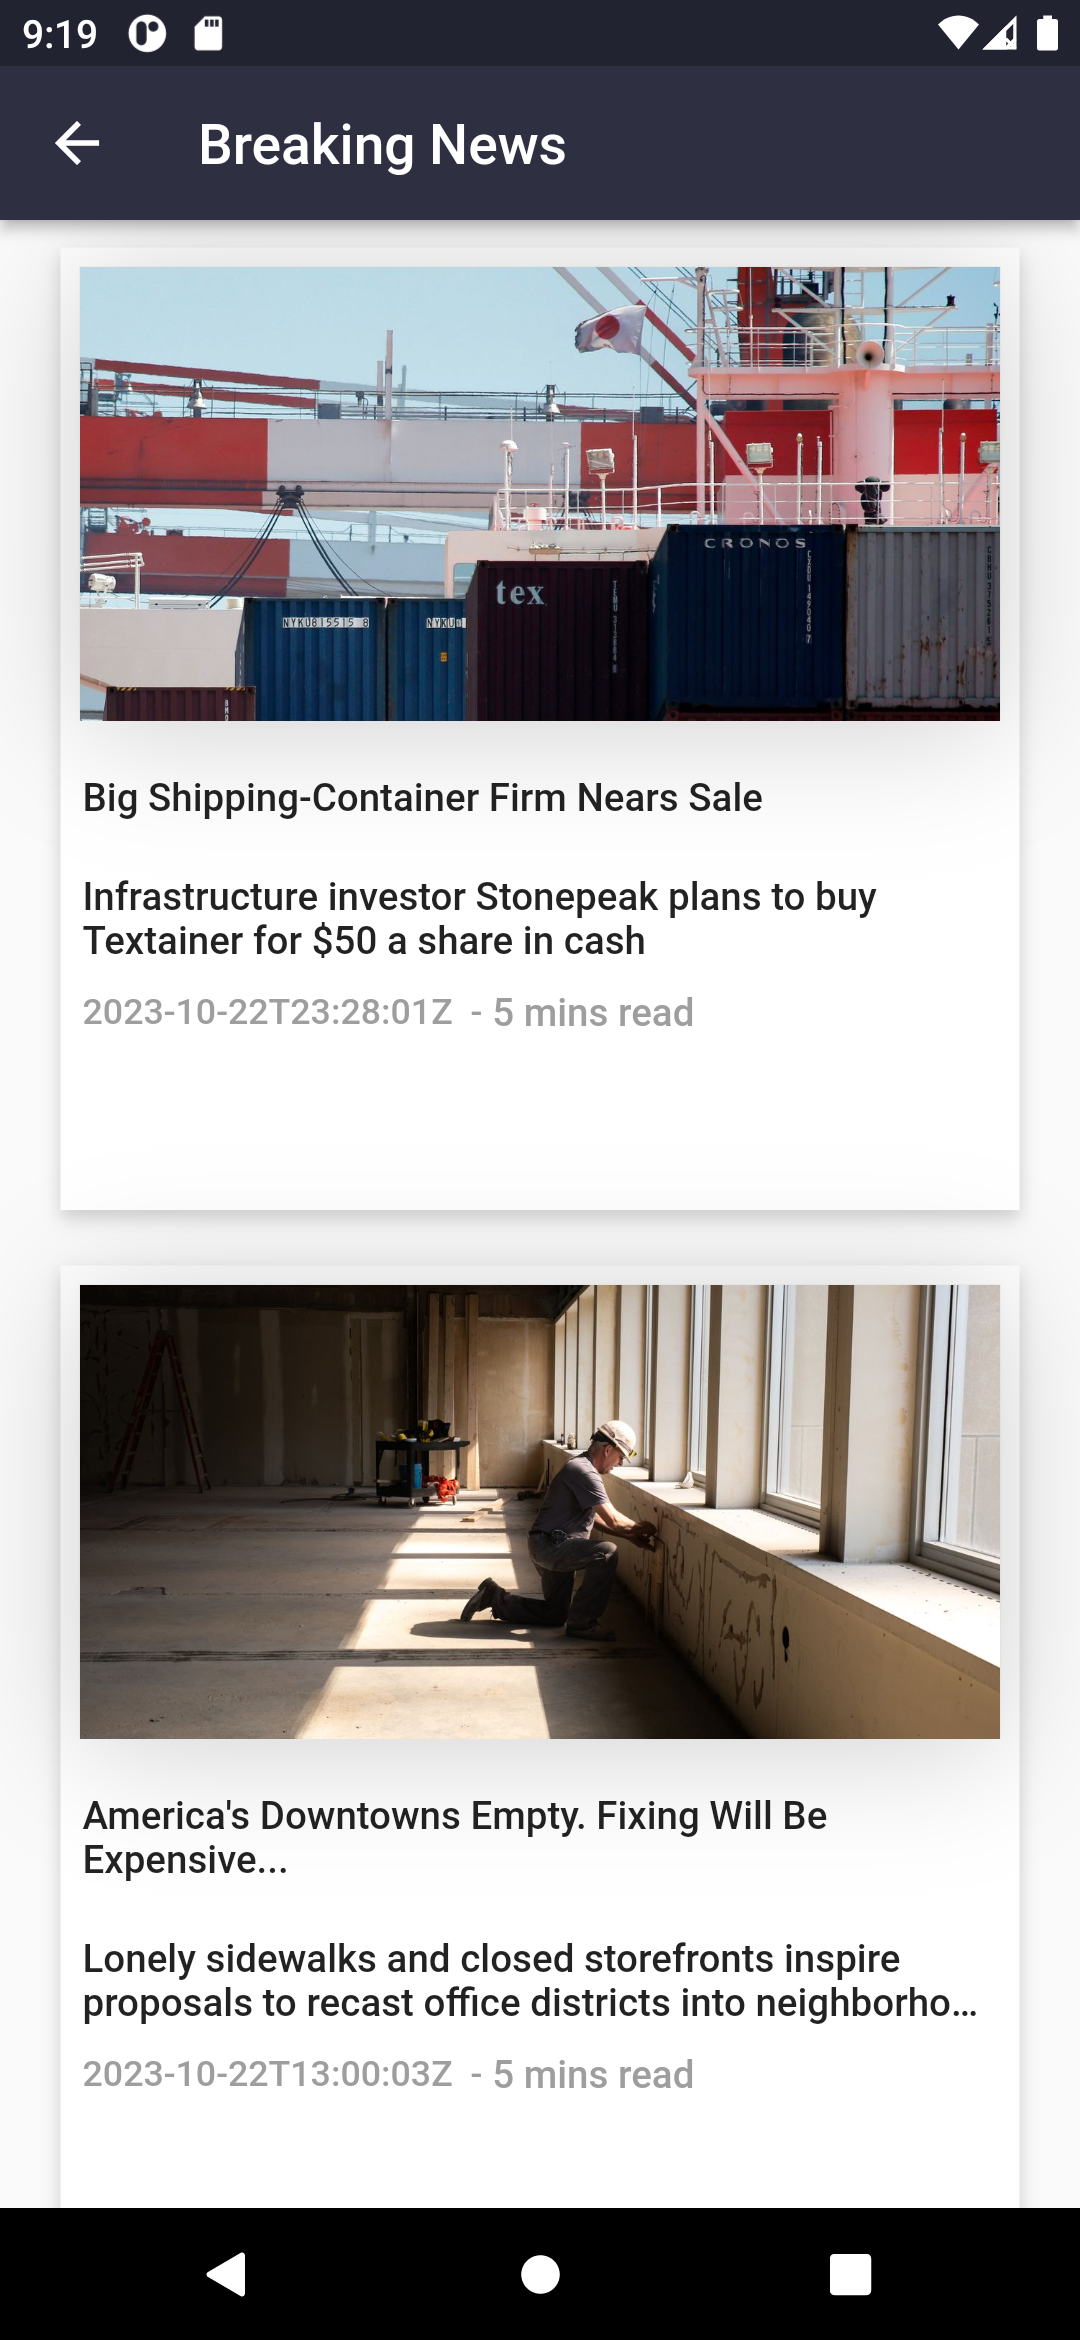 9:19
Breaking News
CRONOS
tex
NYKU815515 8
NYKU
Big Shipping-Container Firm Nears Sale
Infrastructure investor Stonepeak plans to buy
Textainer for $50 a share in cash
2023-10-22T23:28:01Z - 5 mins read
America's Downtowns Empty. Fixing Will Be
Expensive...
Lonely sidewalks and closed storefronts inspire
proposals to recast office districts into neighborho…
2023-10-22T13:00:03Z - 5 mins read